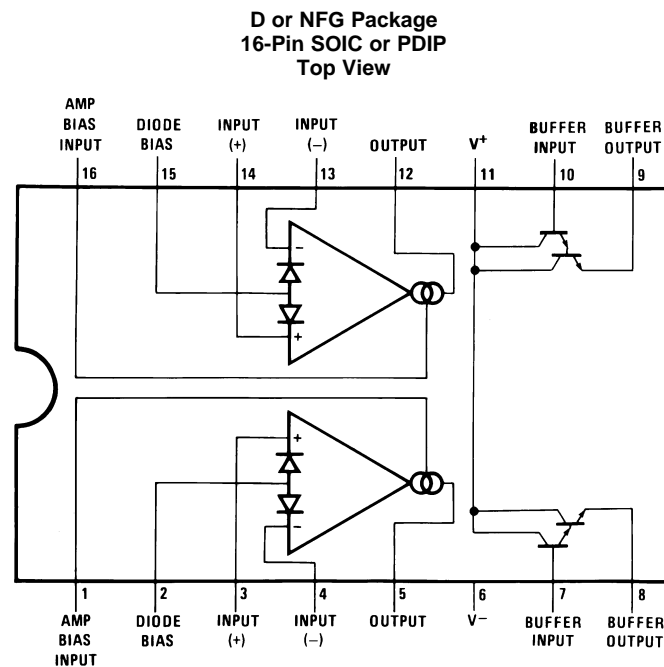 D or NFG Package
16-Pin SOIC or PDIP
Top View
AMP
BIAS
INPUT
DIODE
BIAS
INPUT
(+)
INPUT
(−)
OUTPUT
V+
BUFFER
INPUT
BUFFER
OUTPUT
16 15 14 13 12 11 10 9
−
+
+
−
1 2 3 4 5 6 7 8
AMP
BIAS
INPUT
DIODE
BIAS
INPUT
(+)
INPUT
(−)
OUTPUT
V−
BUFFER
INPUT
BUFFER
OUTPUT